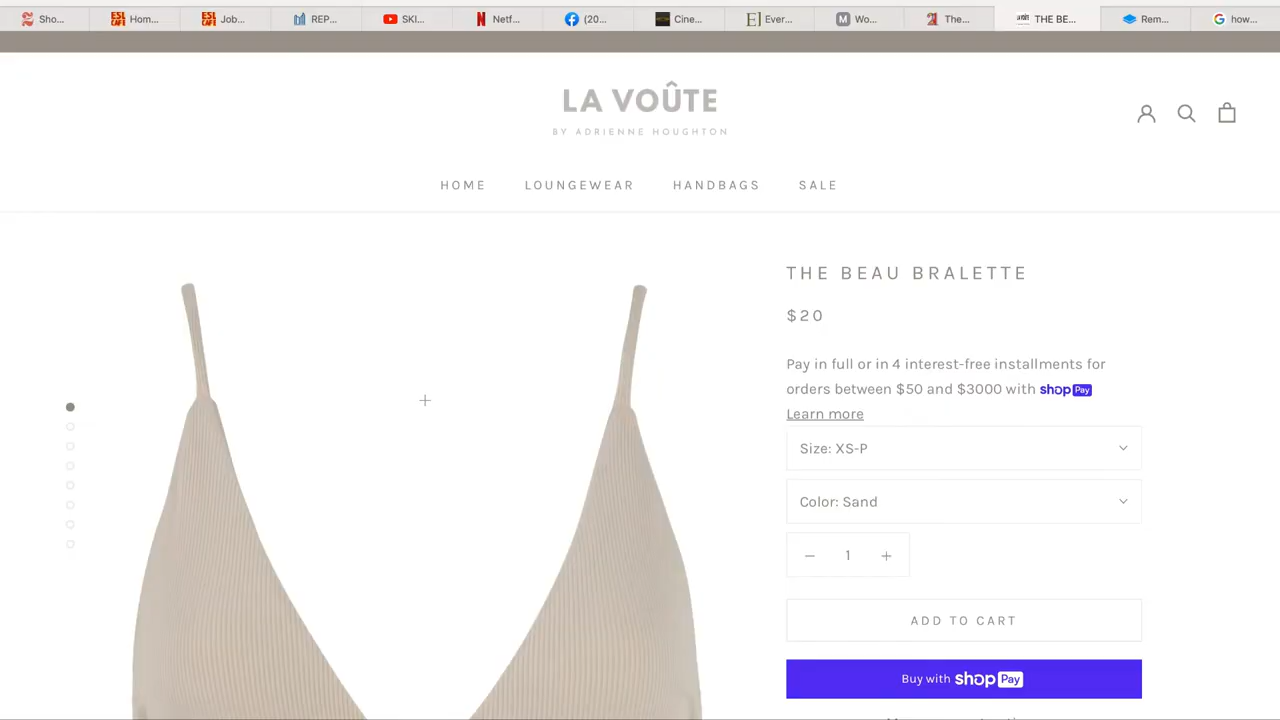 Sho...
Hom...
Job...
REP...
SKI...
Netf...
(20...
Cine...
Ever...
Wo...
The...
THE BE...
Rem...
how...
LA VOÛTE
BY ADRIENNE HOUGHTON
HOME LOUNGEWEAR HANDBAGS SALE
THE BEAU BRALETTE
$20
Pay in full or in 4 interest-free installments for
orders between $50 and $3000 with shop Pay
Learn more
Size: XS-P
Color: Sand
1
ADD TO CART
Buy with shop Pay